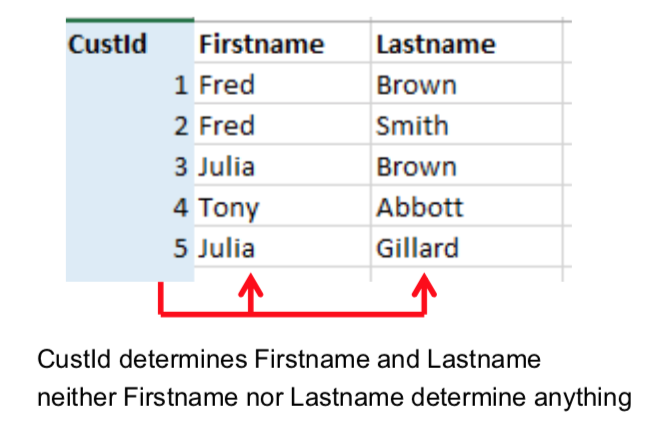 CustId Firstname Lastname
1 Fred Brown
2 Fred Smith
3 Julia Brown
4 Tony Abbott
5 Julia Gillard
CustId determines Firstname and Lastname
neither Firstname nor Lastname determine anything